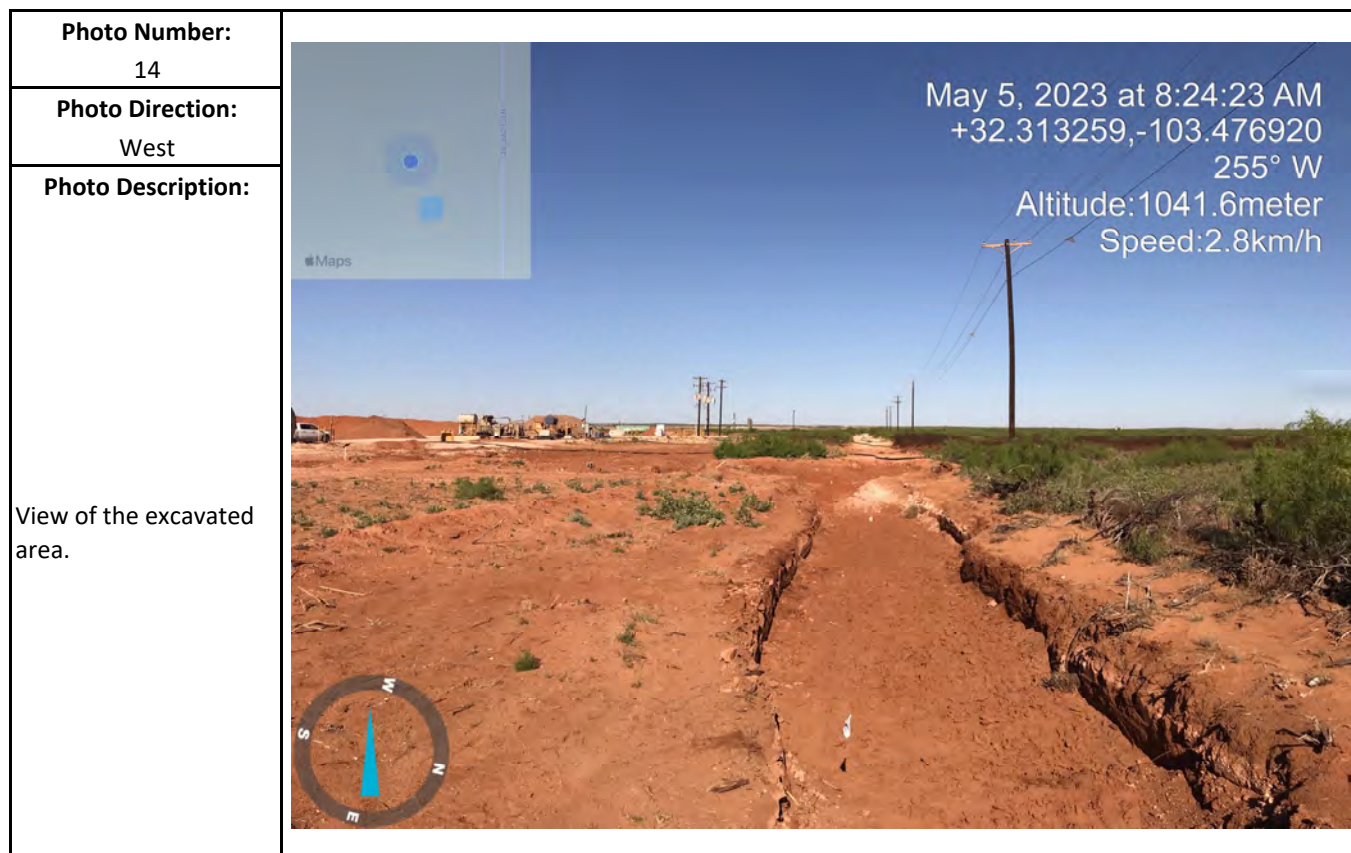 Photo Number:
14
Photo Direction:
West
Photo Description:
View of the excavated
area.
Maps
May 5, 2023 at 8:24:23 AM
+32.313259,-103.476920
255° W
Altitude:1041.6meter
Speed:2.8km/h
W
S
N
E